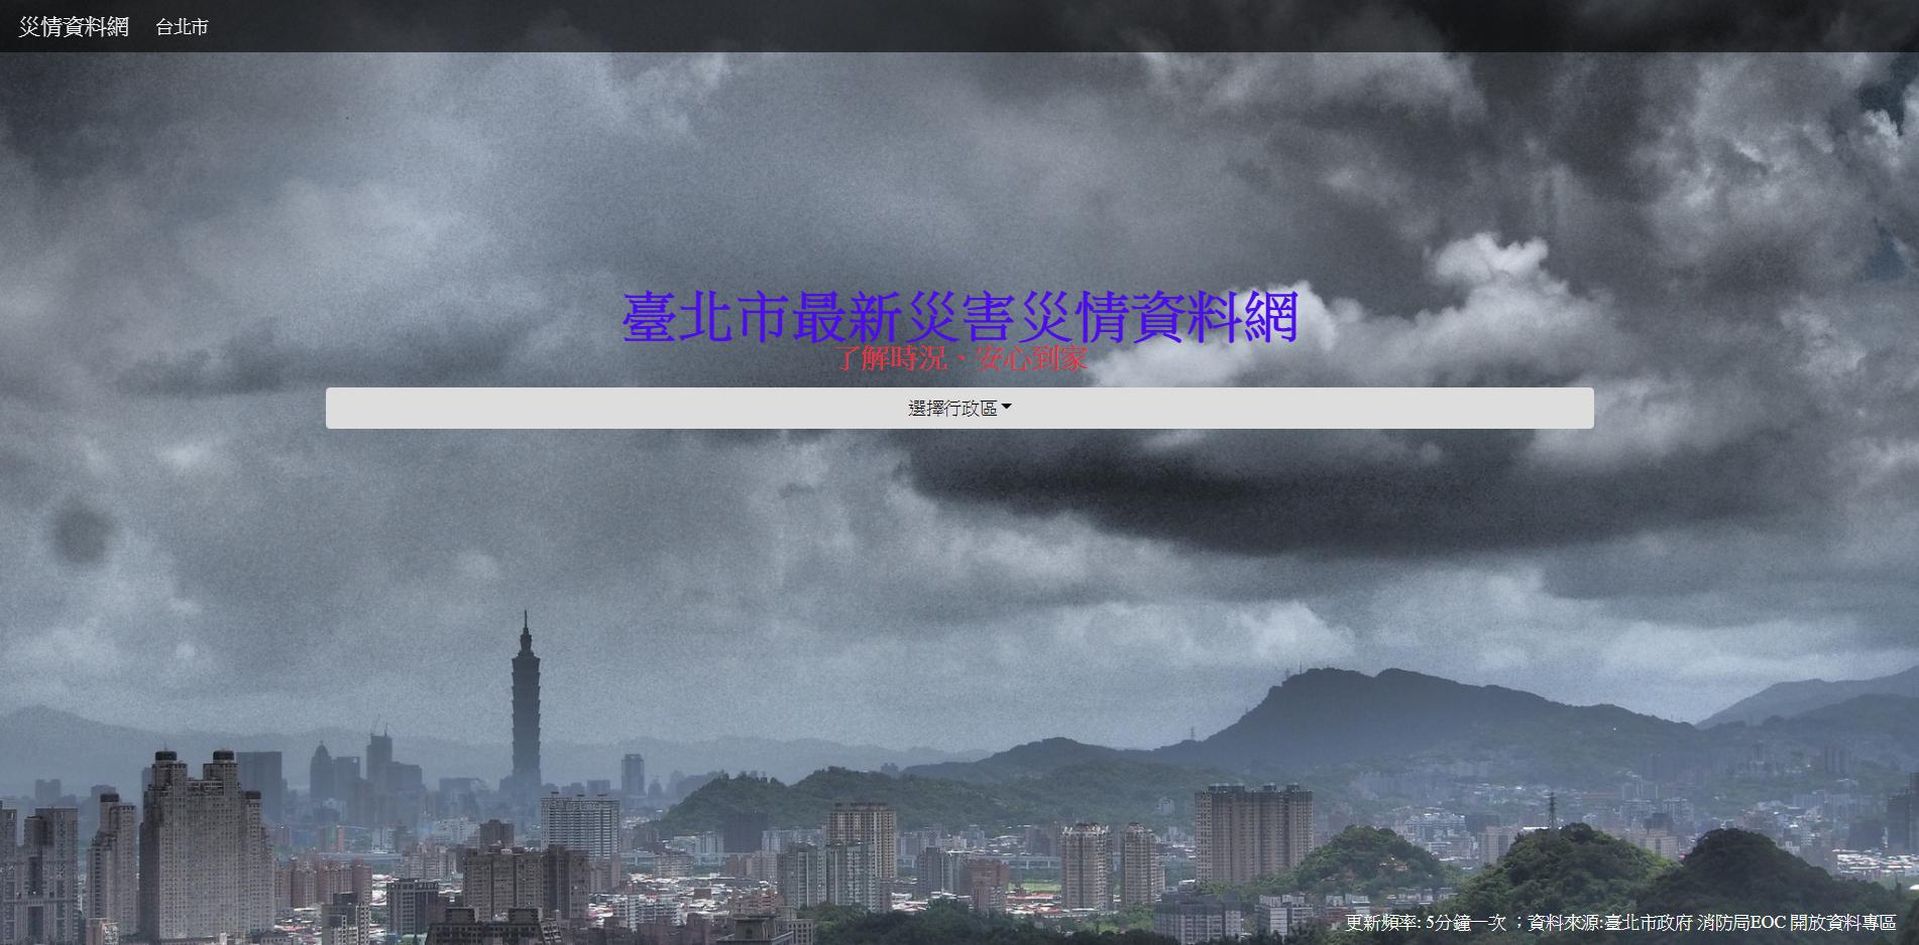 災情資料網 台北市
臺北市最新災害災情資料網
了解時況、安心到家
選擇行政區
更新頻率: 5分鐘一次 ; 資料來源:臺北市政府 消防局EOC 開放資料專區